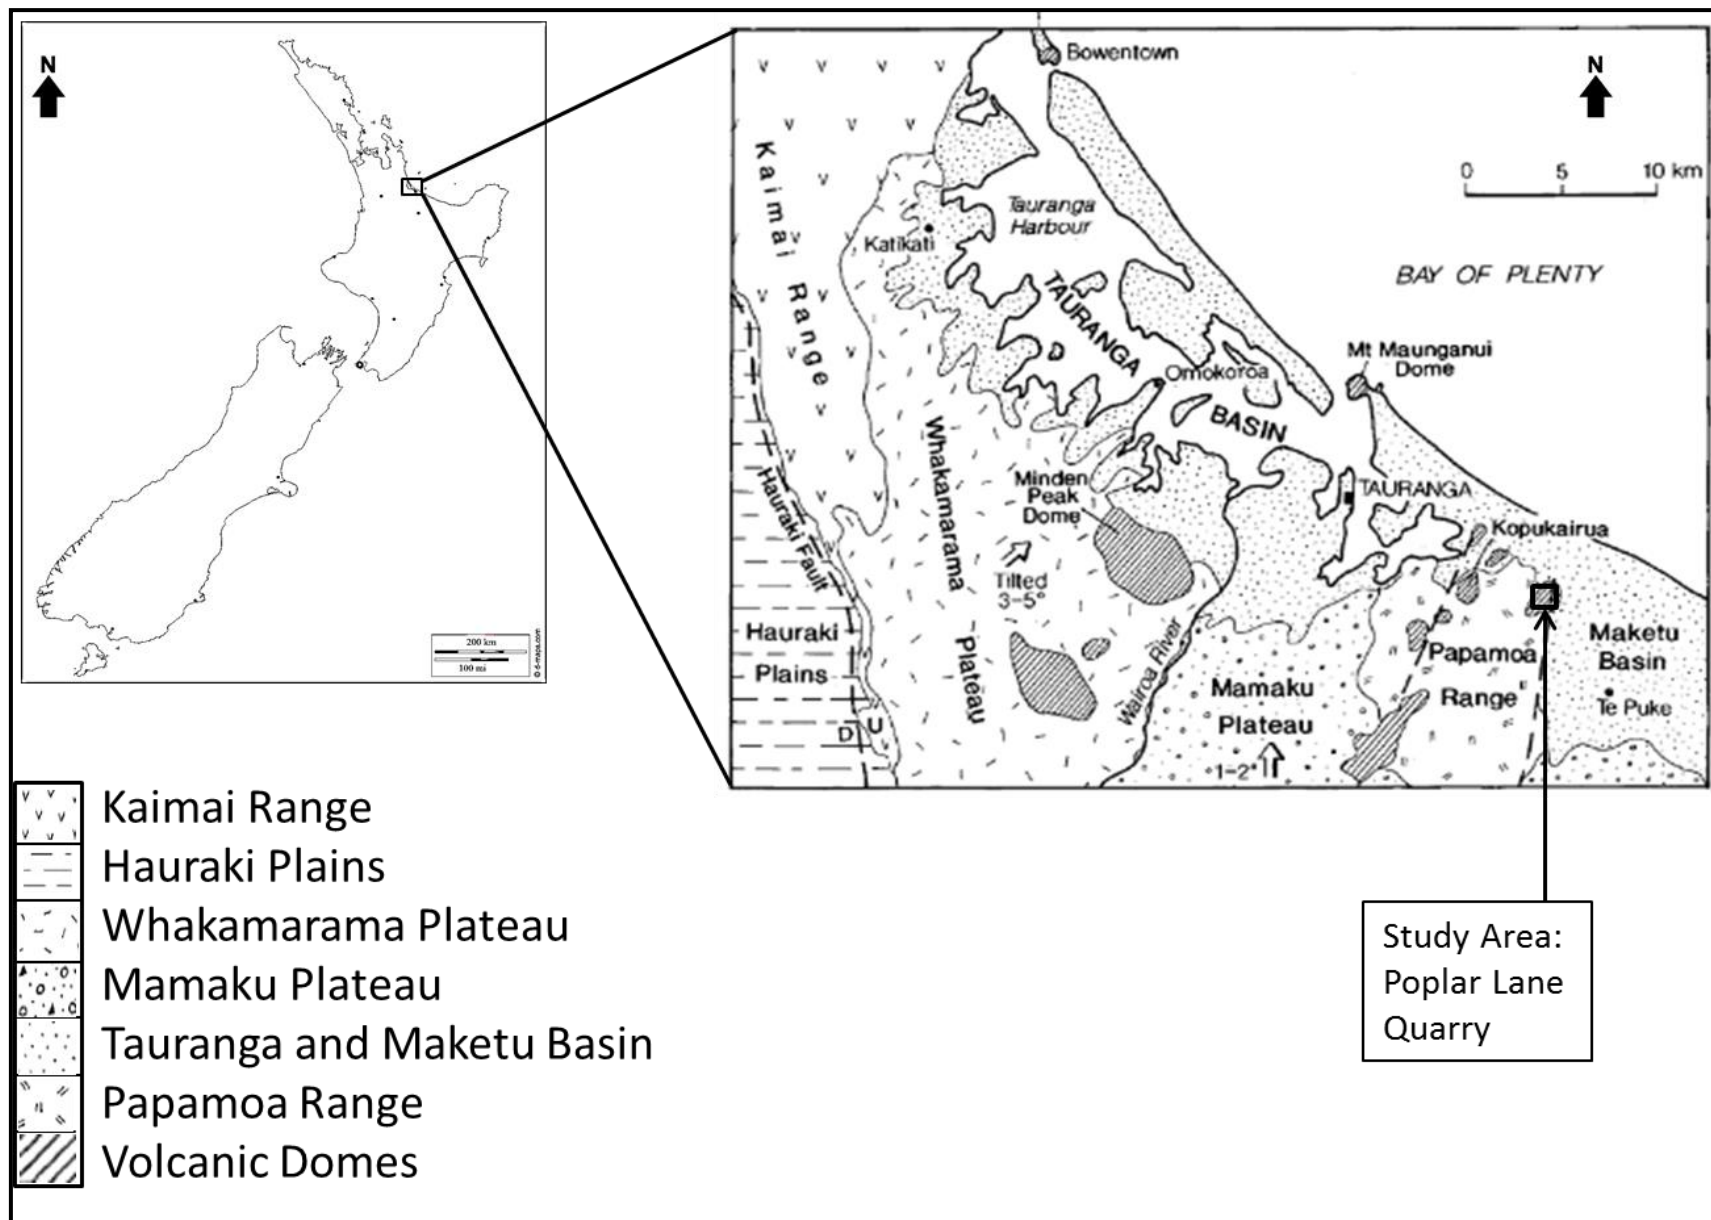 N
200 km
100 mi
© d-maps.com
Bowentown
N
0 5 10 km
Kaimai Range
Tauranga
Harbour
Katikati
BAY OF PLENTY
TAURANGA
BASIN
Mt Maunganui
Dome
Omokoroa
Whakamarama
Plateau
Minden
Peak
Dome
TAURANGA
Kopukairua
Hauraki Fault
Tilted
3–5°
Hauraki
Plains
Wairoa River
Mamaku
Plateau
1–2°
Papamoa
Range
Maketu
Basin
Te Puke
D U
Kaimai Range
Hauraki Plains
Whakamarama Plateau
Mamaku Plateau
Tauranga and Maketu Basin
Papamoa Range
Volcanic Domes
Study Area:
Poplar Lane
Quarry